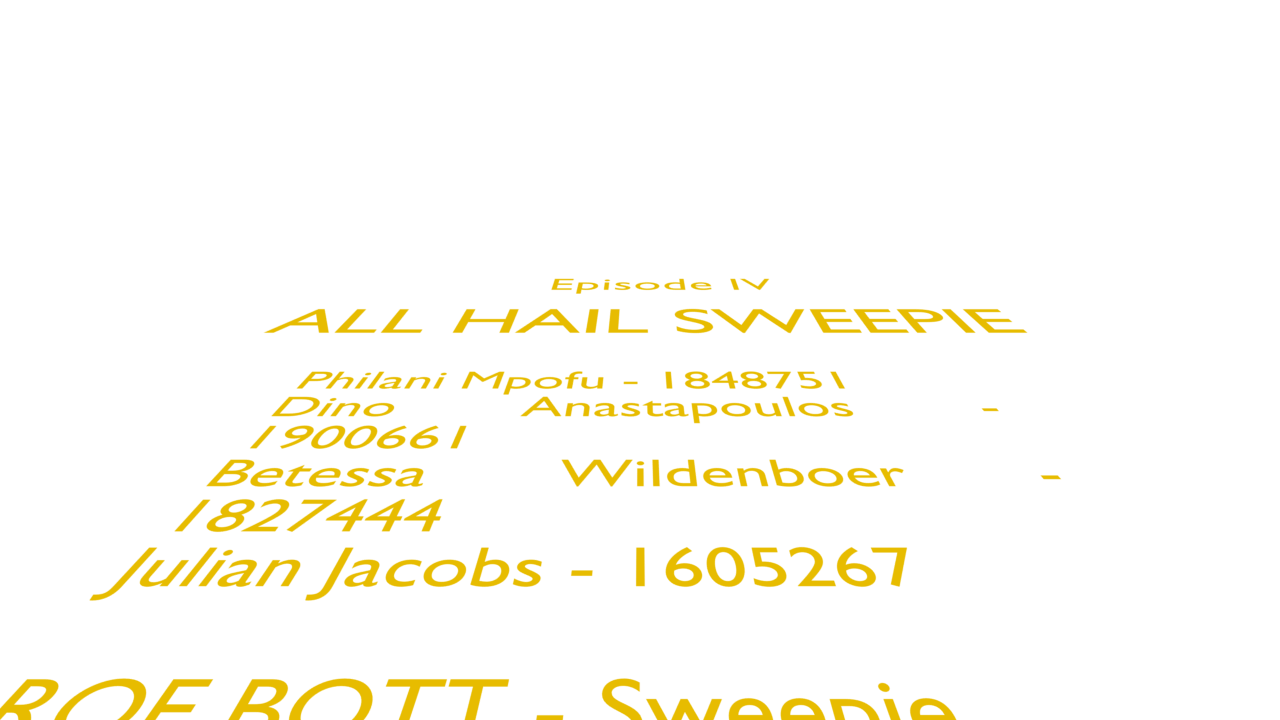 Episode IV
ALL HAIL SWEEPIE
Philani Mpofu - 1848751
Dino Anastapoulos -
1900661
Betessa Wildenboer -
1827444
Julian Jacobs - 1605267
ROF BOTT - Sweepie